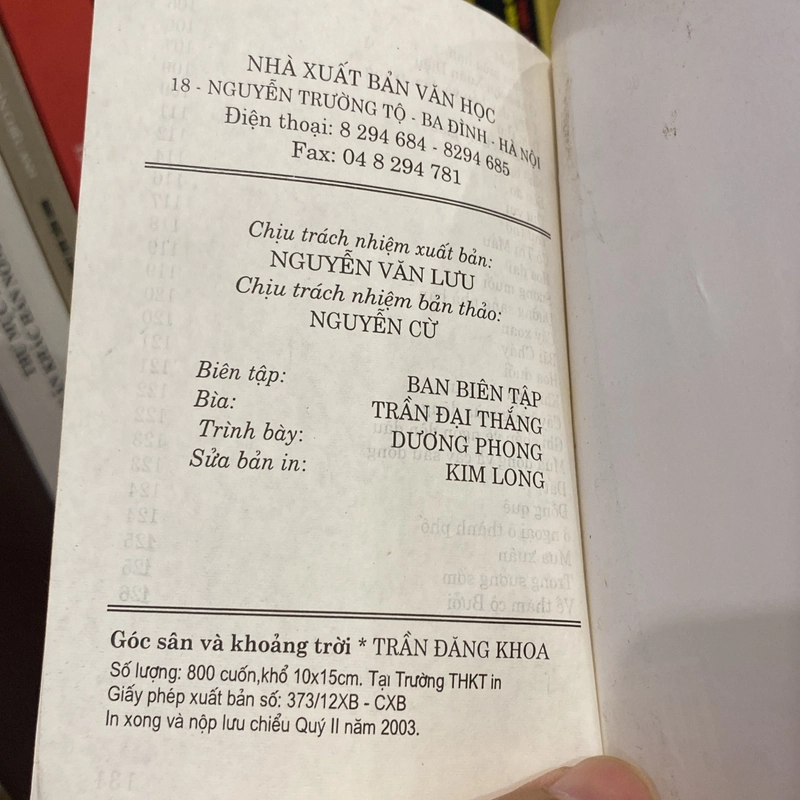 NHÀ XUẤT BẢN VĂN HỌC
18 - NGUYỄN TRƯỜNG TỘ - BA ĐÌNH - HÀ NỘI
Điện thoại: 8 294 684 - 8294 685
Fax: 04 8 294 781
Chịu trách nhiệm xuất bản:
NGUYỄN VĂN LƯU
Chịu trách nhiệm bản thảo:
NGUYỄN CỪ
Biên tập: BAN BIÊN TẬP
Bìa: TRẦN ĐẠI THẮNG
Trình bày: DƯƠNG PHONG
Sửa bản in: KIM LONG
Góc sân và khoảng trời * TRẦN ĐĂNG KHOA
Số lượng: 800 cuốn,khổ 10x15cm. Tại Trường THKT in
Giấy phép xuất bản số: 373/12XB - CXB
In xong và nộp lưu chiểu Quý II năm 2003.